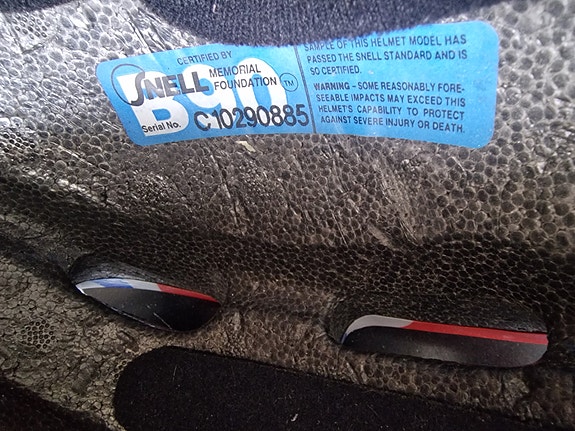 CERTIFIED BY
SNELL MEMORIAL FOUNDATION™
B90
Serial No. C10290885
SAMPLE OF THIS HELMET MODEL HAS
PASSED THE SNELL STANDARD AND IS
SO CERTIFIED.
WARNING – SOME REASONABLY FORE-
SEEABLE IMPACTS MAY EXCEED THIS
HELMET'S CAPABILITY TO PROTECT
AGAINST SEVERE INJURY OR DEATH.